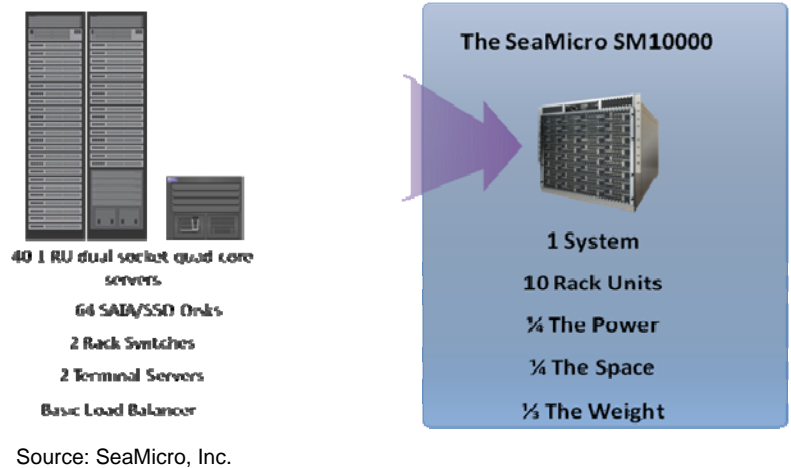 40 1 RU dual socket quad core
servers
64 SATA/SSD Disks
2 Rack Switches
2 Terminal Servers
Basic Load Balancer
The SeaMicro SM10000
1 System
10 Rack Units
¼ The Power
¼ The Space
⅓ The Weight
Source: SeaMicro, Inc.